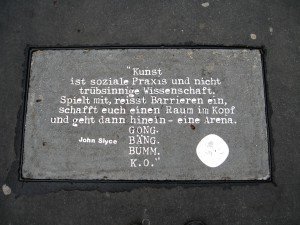 "Kunst
ist soziale Praxis und nicht
trübsinnige Wissenschaft.
Spielt mit, reisst Barrieren ein,
schafft euch einen Raum im Kopf
und geht dann hinein – eine Arena.
GONG.
BÄNG.
John Slyce
BUMM.
K.O."